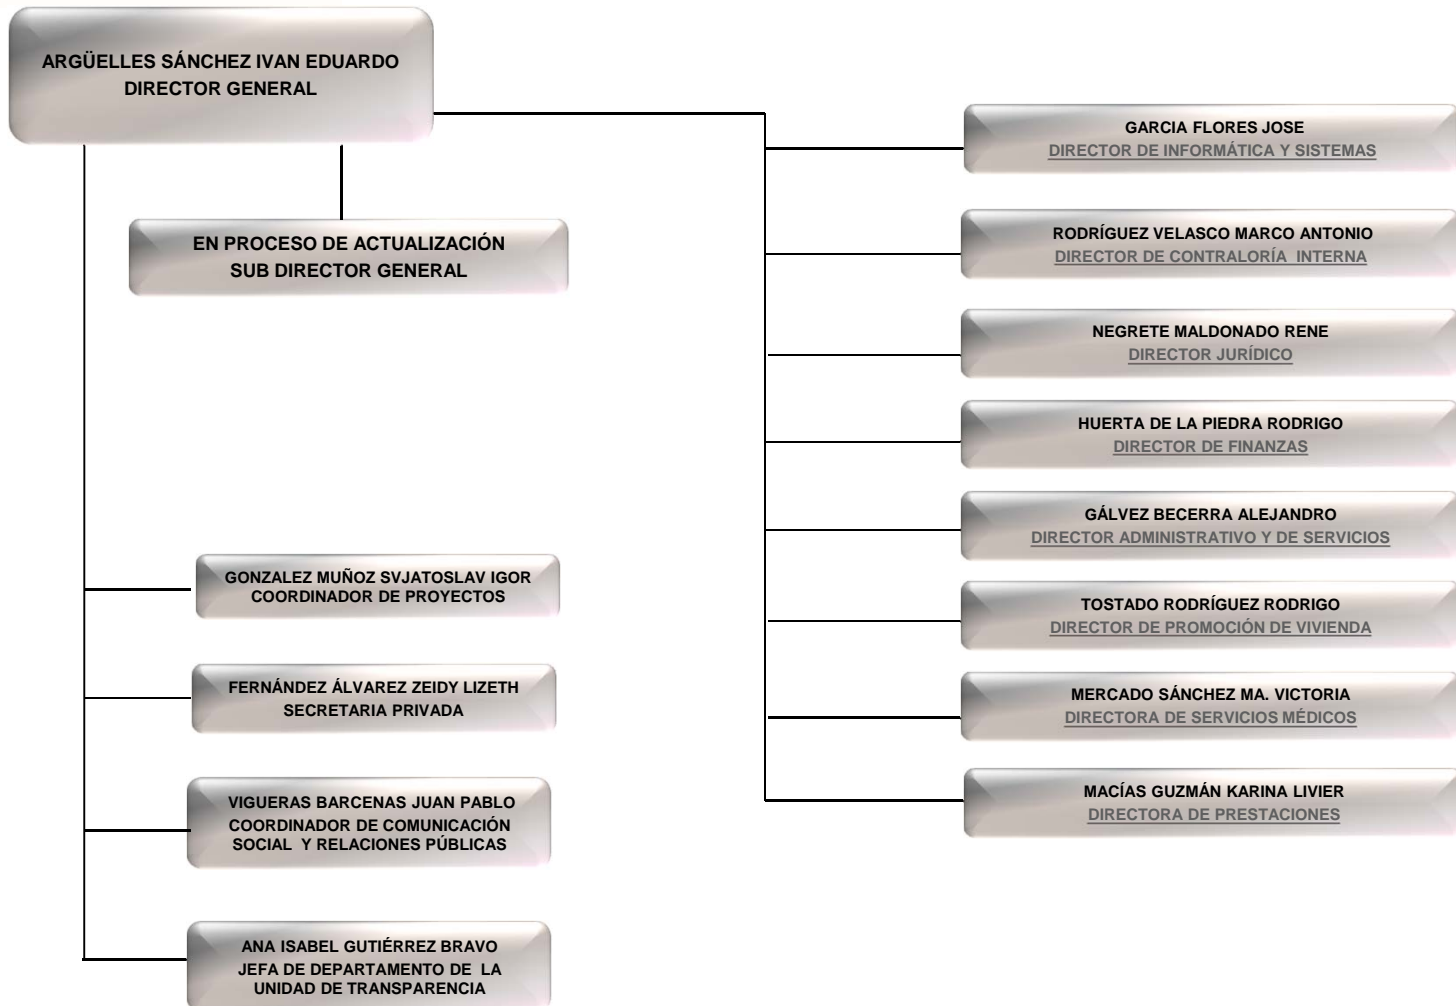 ARGÜELLES SÁNCHEZ IVAN EDUARDO
DIRECTOR GENERAL
EN PROCESO DE ACTUALIZACIÓN
SUB DIRECTOR GENERAL
GONZALEZ MUÑOZ SVJATOSLAV IGOR
COORDINADOR DE PROYECTOS
FERNÁNDEZ ÁLVAREZ ZEIDY LIZETH
SECRETARIA PRIVADA
VIGUERAS BARCENAS JUAN PABLO
COORDINADOR DE COMUNICACIÓN
SOCIAL Y RELACIONES PÚBLICAS
ANA ISABEL GUTIÉRREZ BRAVO
JEFA DE DEPARTAMENTO DE LA
UNIDAD DE TRANSPARENCIA
GARCIA FLORES JOSE
DIRECTOR DE INFORMÁTICA Y SISTEMAS
RODRÍGUEZ VELASCO MARCO ANTONIO
DIRECTOR DE CONTRALORÍA INTERNA
NEGRETE MALDONADO RENE
DIRECTOR JURÍDICO
HUERTA DE LA PIEDRA RODRIGO
DIRECTOR DE FINANZAS
GÁLVEZ BECERRA ALEJANDRO
DIRECTOR ADMINISTRATIVO Y DE SERVICIOS
TOSTADO RODRÍGUEZ RODRIGO
DIRECTOR DE PROMOCIÓN DE VIVIENDA
MERCADO SÁNCHEZ MA. VICTORIA
DIRECTORA DE SERVICIOS MÉDICOS
MACÍAS GUZMÁN KARINA LIVIER
DIRECTORA DE PRESTACIONES